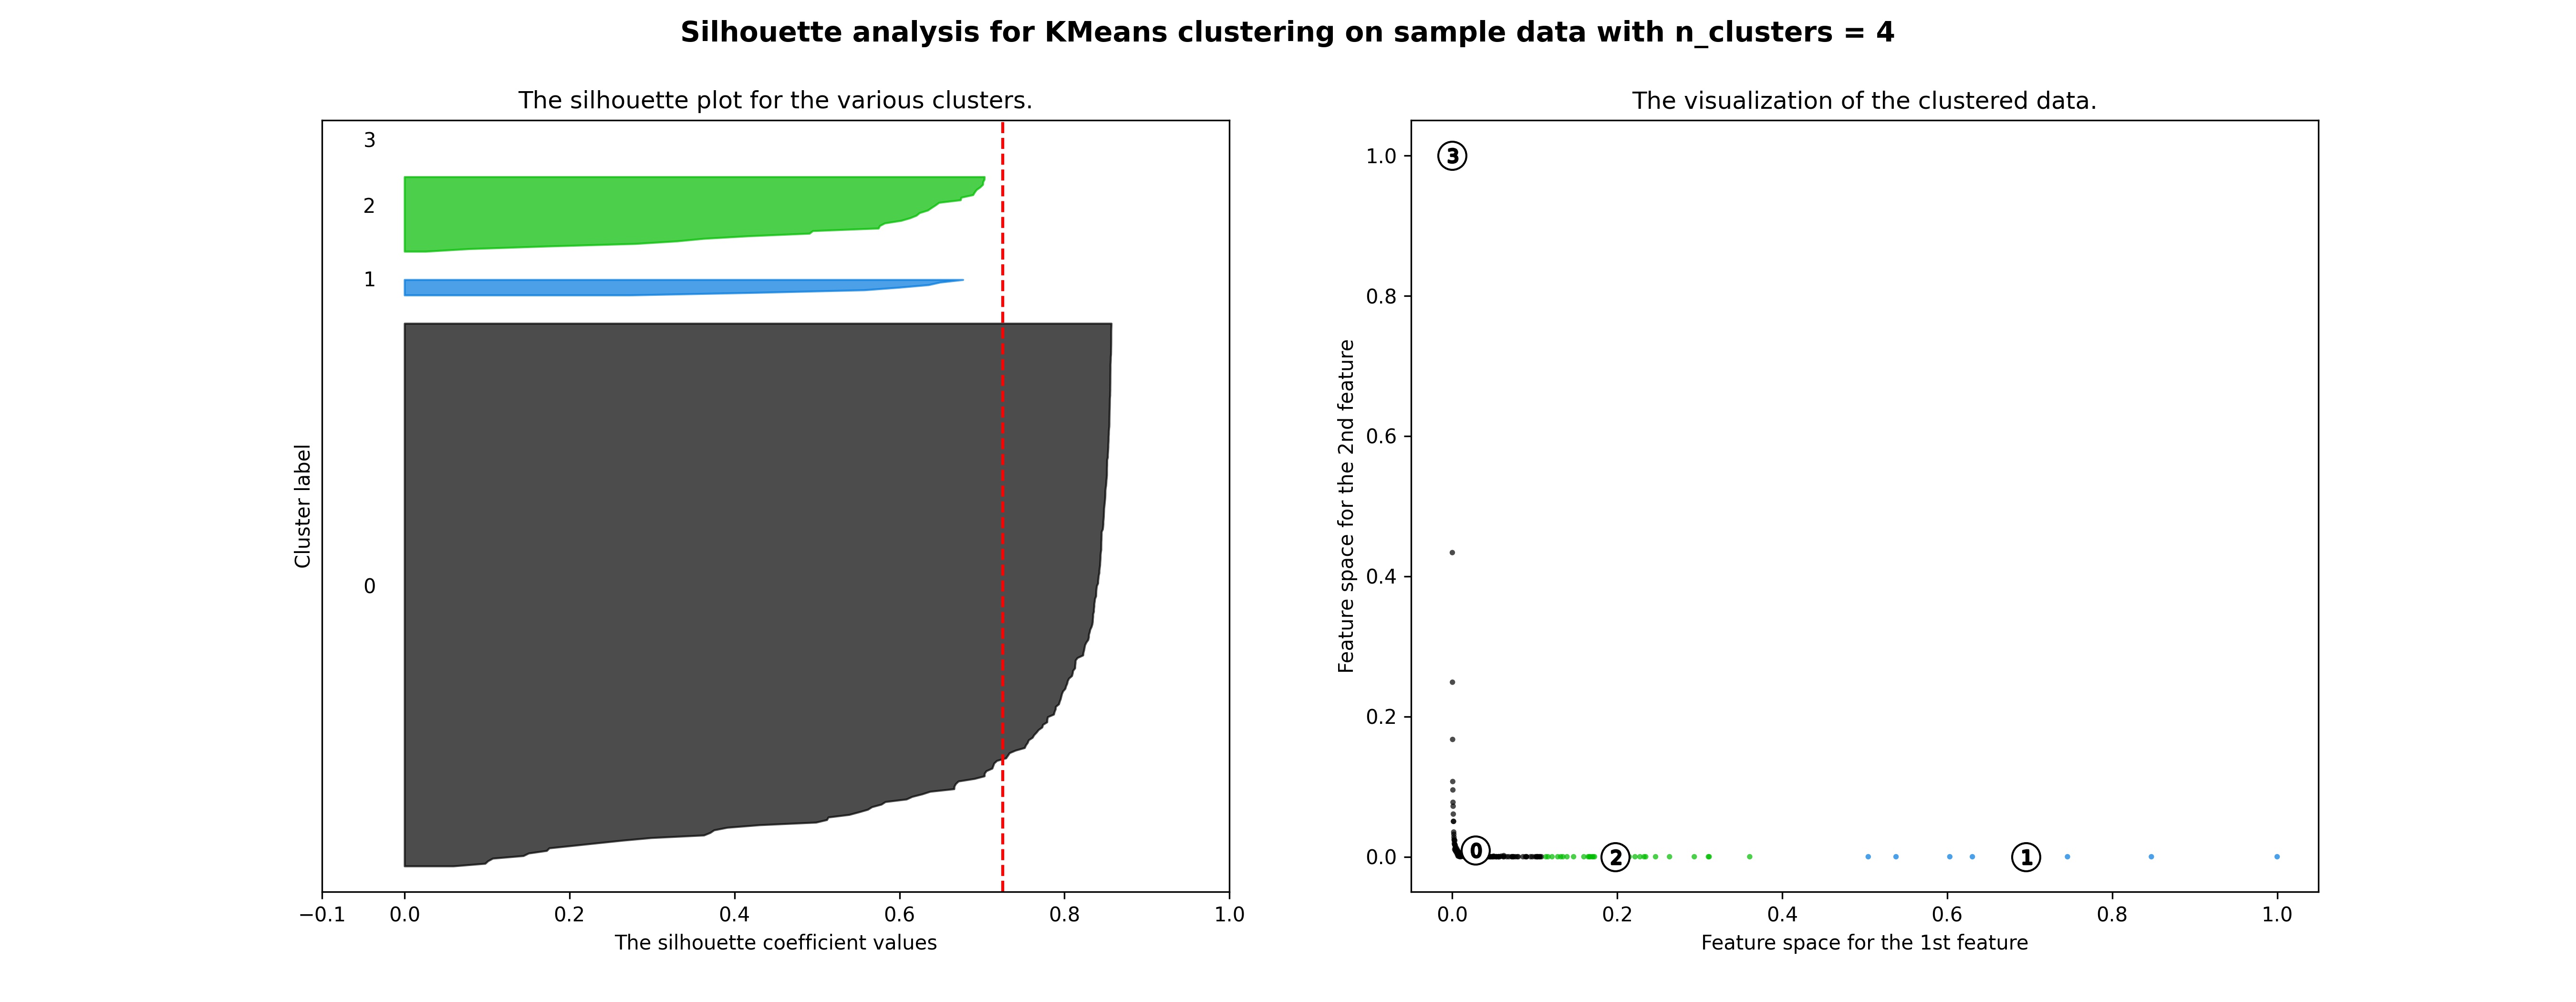 Silhouette analysis for KMeans clustering on sample data with n_clusters = 4
The silhouette plot for the various clusters.
3
2
1
0
Cluster label
−0.1 0.0 0.2 0.4 0.6 0.8 1.0
The silhouette coefficient values
The visualization of the clustered data.
1.0
0.8
0.6
0.4
0.2
0.0
Feature space for the 2nd feature
3
0 2 1
0.0 0.2 0.4 0.6 0.8 1.0
Feature space for the 1st feature